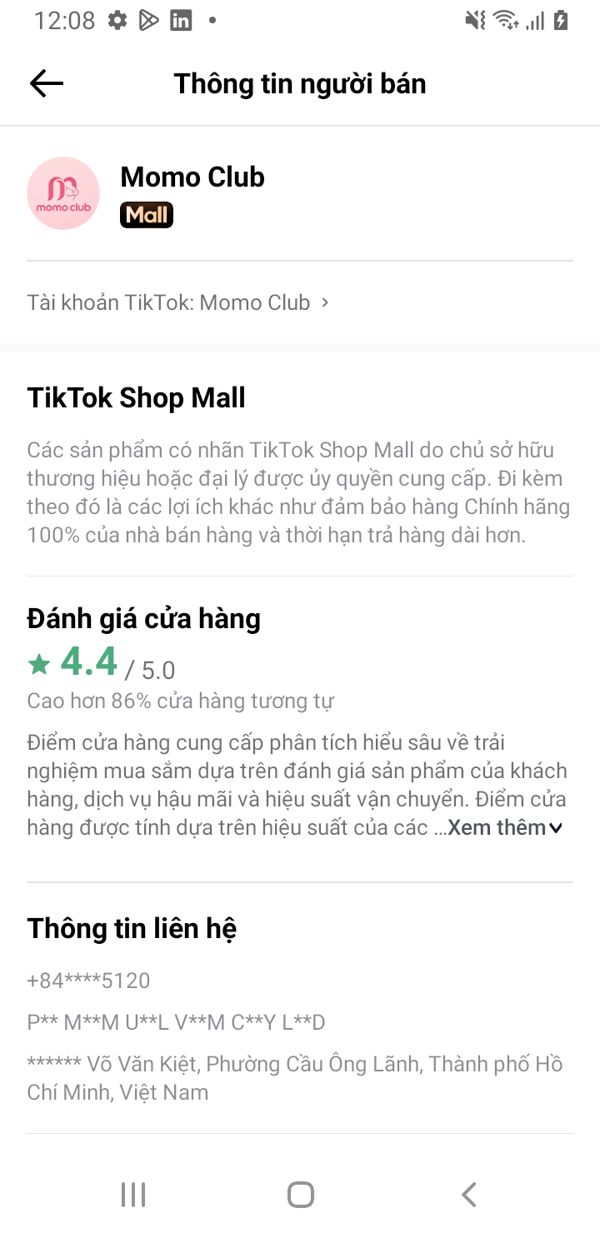 12:08
Thông tin người bán
Momo Club
momo club
Mall
Tài khoản TikTok: Momo Club
TikTok Shop Mall
Các sản phẩm có nhãn TikTok Shop Mall do chủ sở hữu
thương hiệu hoặc đại lý được ủy quyền cung cấp. Đi kèm
theo đó là các lợi ích khác như đảm bảo hàng Chính hãng
100% của nhà bán hàng và thời hạn trả hàng dài hơn.
Đánh giá cửa hàng
4.4 / 5.0
Cao hơn 86% cửa hàng tương tự
Điểm cửa hàng cung cấp phân tích hiểu sâu về trải
nghiệm mua sắm dựa trên đánh giá sản phẩm của khách
hàng, dịch vụ hậu mãi và hiệu suất vận chuyển. Điểm cửa
hàng được tính dựa trên hiệu suất của các ...Xem thêm
Thông tin liên hệ
+84****5120
P** M**M U**L V**M C**Y L**D
****** Võ Văn Kiệt, Phường Cầu Ông Lãnh, Thành phố Hồ
Chí Minh, Việt Nam